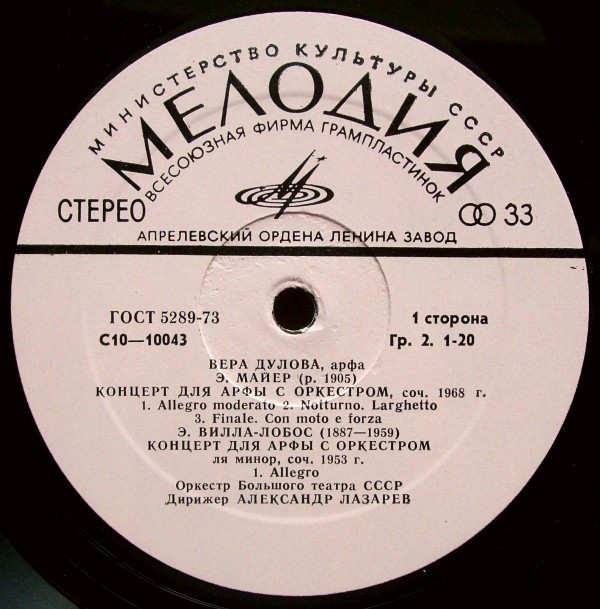 МИНИСТЕРСТВО КУЛЬТУРЫ СССР
МЕЛОДИЯ
ВСЕСОЮЗНАЯ ФИРМА ГРАМПЛАСТИНОК
СТЕРЕО
33
АПРЕЛЕВСКИЙ ОРДЕНА ЛЕНИНА ЗАВОД
ГОСТ 5289-73
1 сторона
С10—10043
Гр. 2. 1-20
ВЕРА ДУЛОВА, арфа
Э. МАЙЕР (р. 1905)
КОНЦЕРТ ДЛЯ АРФЫ С ОРКЕСТРОМ, соч. 1968 г.
1. Allegro moderato 2. Notturno. Larghetto
3. Finale. Con moto e forza
Э. ВИЛЛА-ЛОБОС (1887—1959)
КОНЦЕРТ ДЛЯ АРФЫ С ОРКЕСТРОМ
ля минор, соч. 1953 г.
1. Allegro
Оркестр Большого театра СССР
Дирижер АЛЕКСАНДР ЛАЗАРЕВ